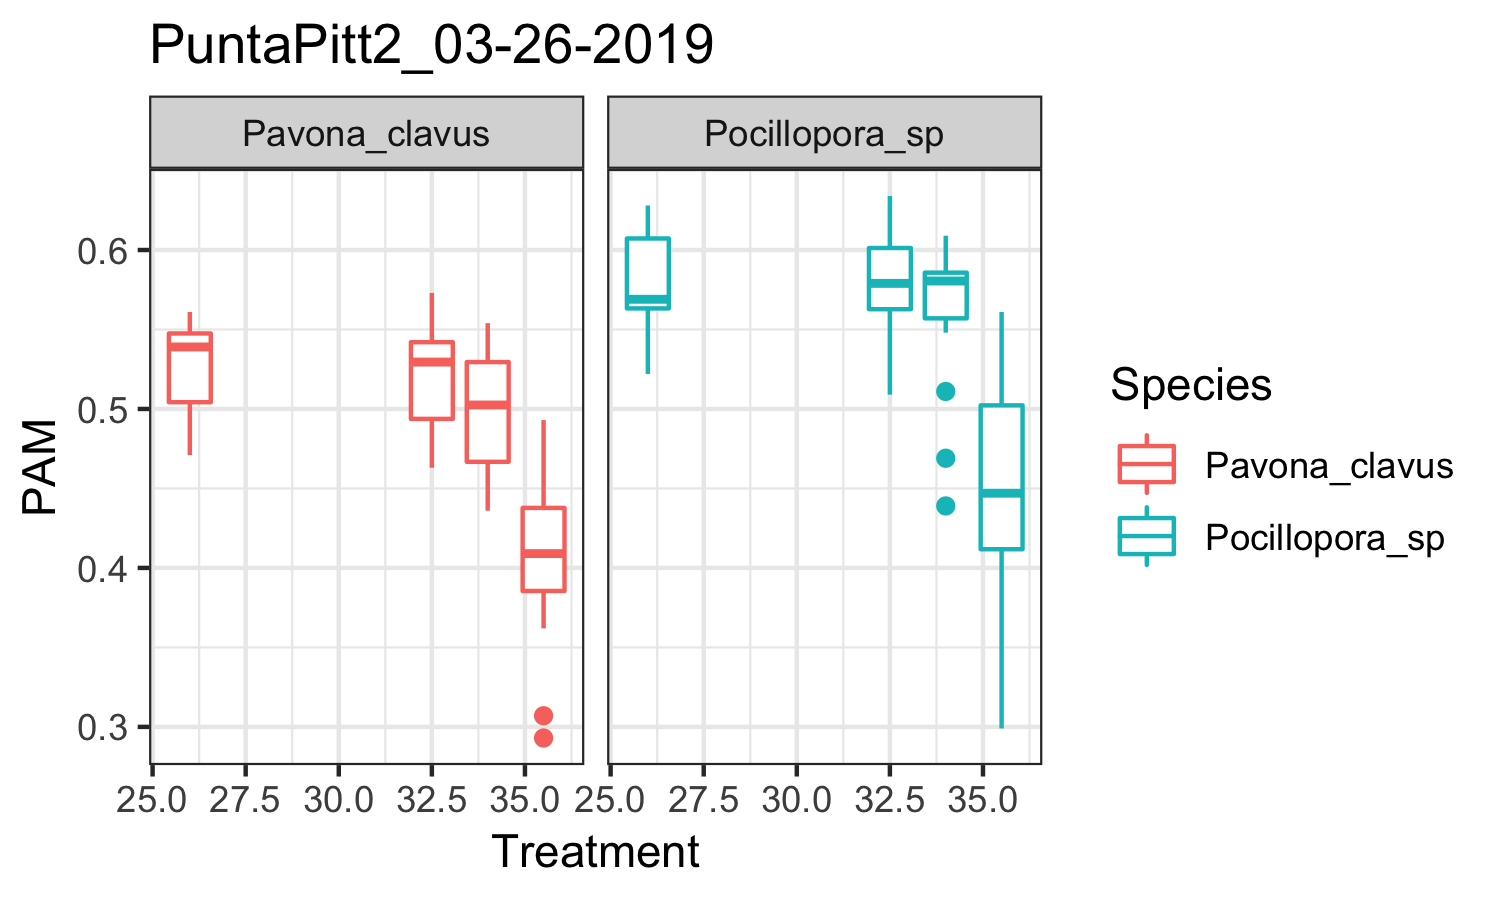 PuntaPitt2_03-26-2019
Pavona_clavus
Pocillopora_sp
0.6
0.5
0.4
0.3
PAM
25.0 27.5 30.0 32.5 35.0
25.0 27.5 30.0 32.5 35.0
Treatment
Species
Pavona_clavus
Pocillopora_sp